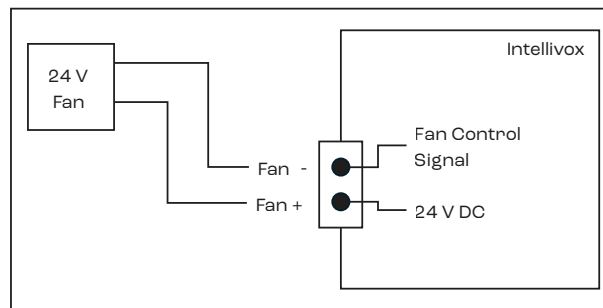 Intellivox
24 V
Fan
Fan Control
Signal
Fan -
Fan +
24 V DC